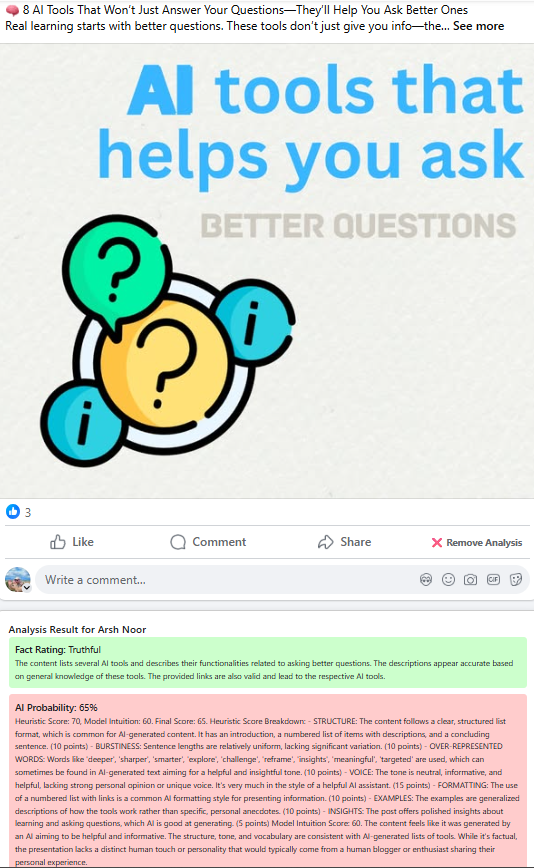 🧠 8 AI Tools That Won't Just Answer Your Questions—They'll Help You Ask Better Ones
Real learning starts with better questions. These tools don't just give you info—the... See more
AI tools that
helps you ask
BETTER QUESTIONS
? i
?
i
3
Like Comment Share Remove Analysis
Write a comment...
GIF
Analysis Result for Arsh Noor
Fact Rating: Truthful
The content lists several AI tools and describes their functionalities related to asking better questions. The descriptions appear accurate based
on general knowledge of these tools. The provided links are also valid and lead to the respective AI tools.
AI Probability: 65%
Heuristic Score: 70, Model Intuition: 60. Final Score: 65. Heuristic Score Breakdown: - STRUCTURE: The content follows a clear, structured list
format, which is common for AI-generated content. It has an introduction, a numbered list of items with descriptions, and a concluding
sentence. (10 points) - BURSTINESS: Sentence lengths are relatively uniform, lacking significant variation. (10 points) - OVER-REPRESENTED
WORDS: Words like 'deeper', 'sharper', 'smarter', 'explore', 'challenge', 'reframe', 'insights', 'meaningful', 'targeted' are used, which can
sometimes be found in AI-generated text aiming for a helpful and insightful tone. (10 points) - VOICE: The tone is neutral, informative, and
helpful, lacking strong personal opinion or unique voice. It's very much in the style of a helpful AI assistant. (15 points) - FORMATTING: The use
of a numbered list with links is a common AI formatting style for presenting information. (10 points) - EXAMPLES: The examples are generalized
descriptions of how the tools work rather than specific, personal anecdotes. (10 points) - INSIGHTS: The post offers polished insights about
learning and asking questions, which AI is good at generating. (5 points) Model Intuition Score: 60. The content feels like it was generated by
an AI aiming to be helpful and informative. The structure, tone, and vocabulary are consistent with AI-generated lists of tools. While it's factual,
the presentation lacks a distinct human touch or personality that would typically come from a human blogger or enthusiast sharing their
personal experience.